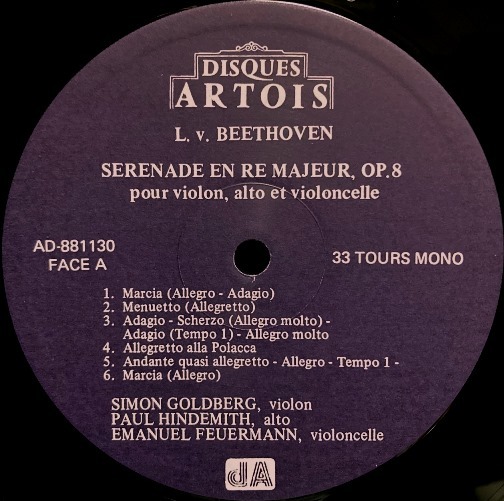 DISQUES
ARTOIS
L. v. BEETHOVEN
SERENADE EN RE MAJEUR, OP.8
pour violon, alto et violoncelle
AD-881130
FACE A
33 TOURS MONO
1. Marcia (Allegro - Adagio)
2. Menuetto (Allegretto)
3. Adagio - Scherzo (Allegro molto) -
Adagio (Tempo 1) - Allegro molto
4. Allegretto alla Polacca
5. Andante quasi allegretto - Allegro - Tempo 1 -
6. Marcia (Allegro)
SIMON GOLDBERG, violon
PAUL HINDEMITH, alto
EMANUEL FEUERMANN, violoncelle
dA